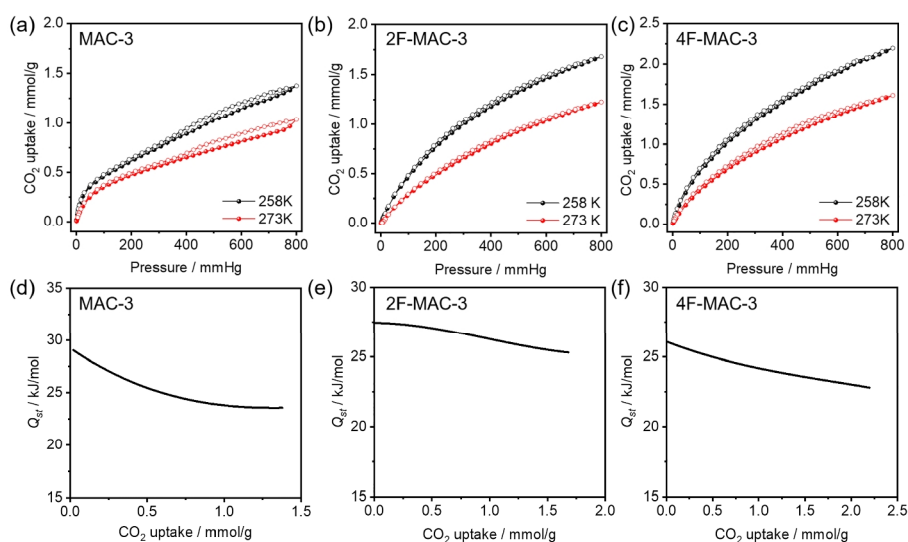 (a) MAC-3
CO2 uptake / mmol/g
2.0
1.5
1.0
0.5
0.0
258K
273K
0 200 400 600 800
Pressure / mmHg
(b) 2F-MAC-3
CO2 uptake / mmol/g
2.0
1.5
1.0
0.5
0.0
258K
273 K
0 200 400 600 800
Pressure / mmHg
(c) 4F-MAC-3
CO2 uptake / mmol/g
2.5
2.0
1.5
1.0
0.5
0.0
258 K
273K
0 200 400 600 800
Pressure / mmHg
(d) MAC-3
Qst / kJ/mol
35
30
25
20
15
0.0 0.5 1.0 1.5
CO2 uptake / mmol/g
(e) 2F-MAC-3
Qst / kJ/mol
30
25
20
15
10
0.0 0.5 1.0 1.5 2.0
CO2 uptake / mmol/g
(f) 4F-MAC-3
Qst / kJ/mol
30
25
20
15
10
0.0 0.5 1.0 1.5 2.0 2.5
CO2 uptake / mmol/g